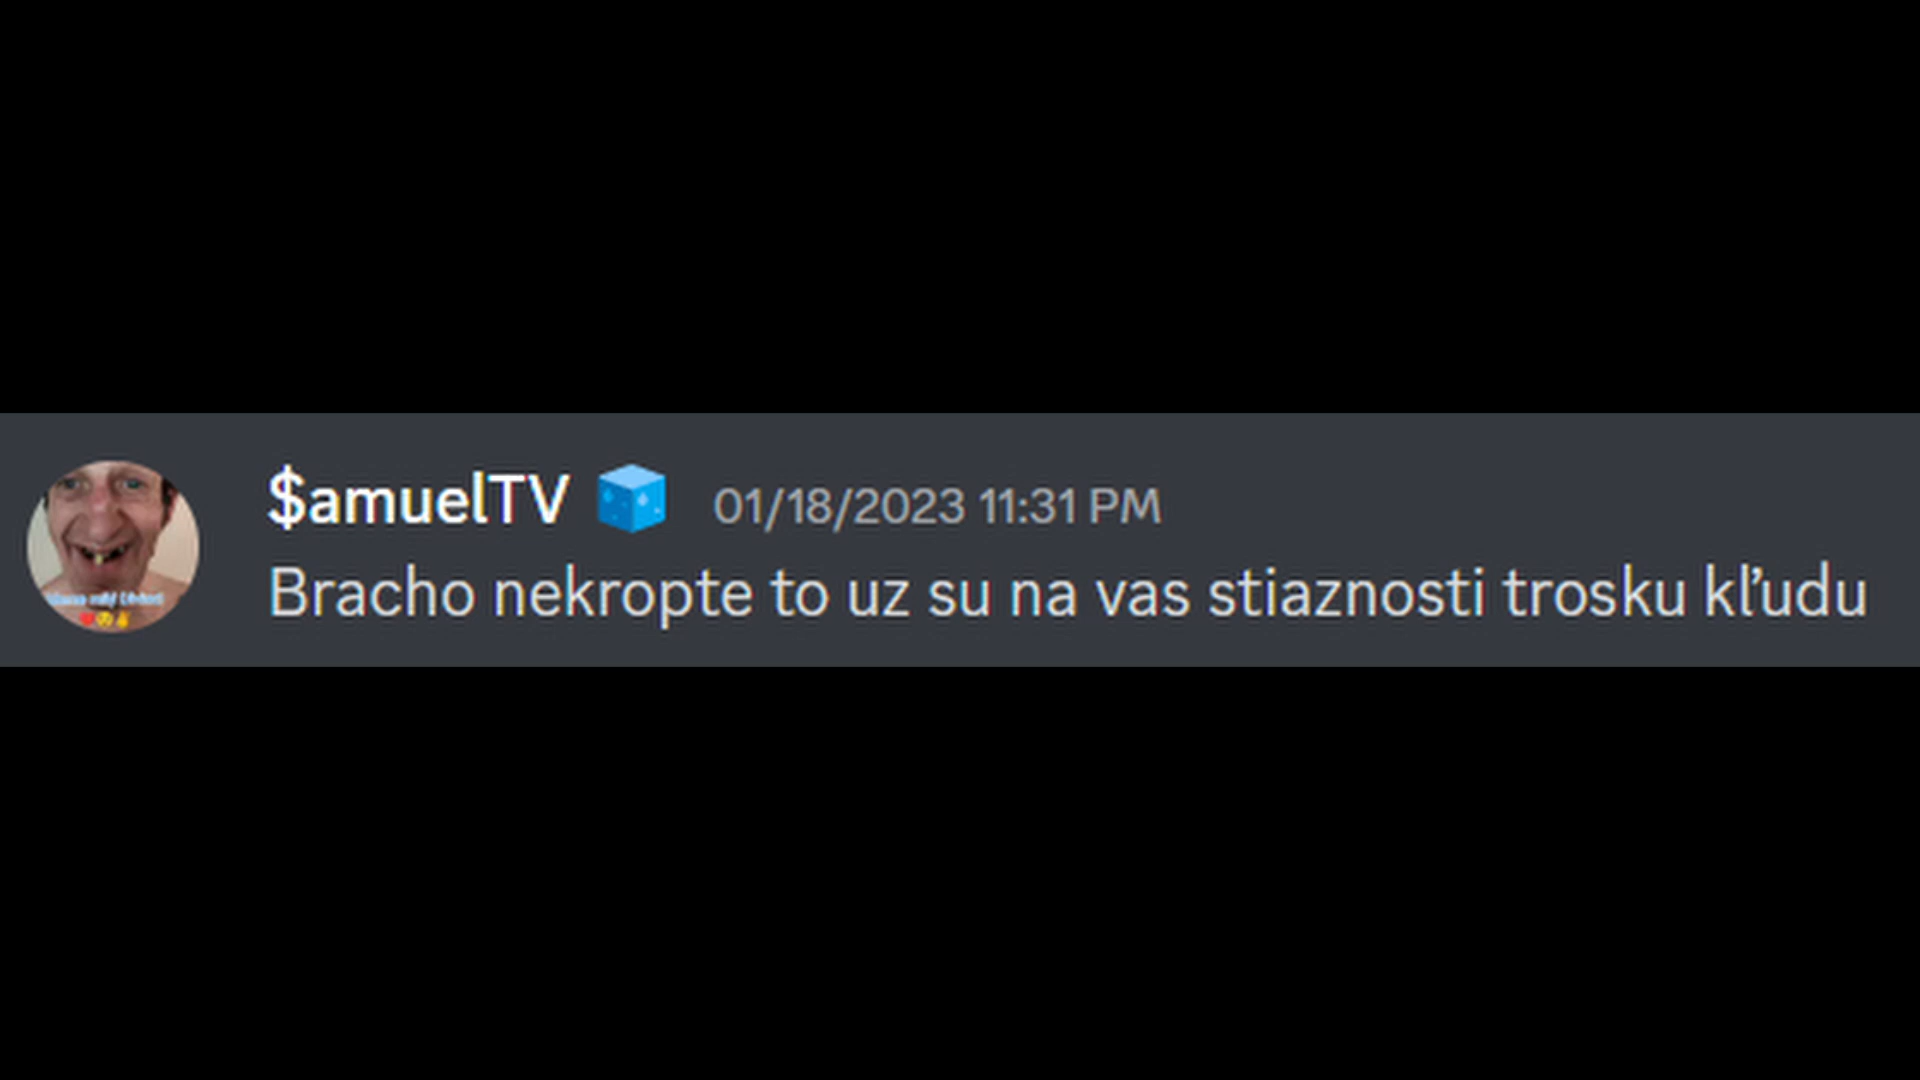 $amuelTV 🧊 01/18/2023 11:31 PM
Bracho nekropte to uz su na vas stiaznosti trosku kľudu